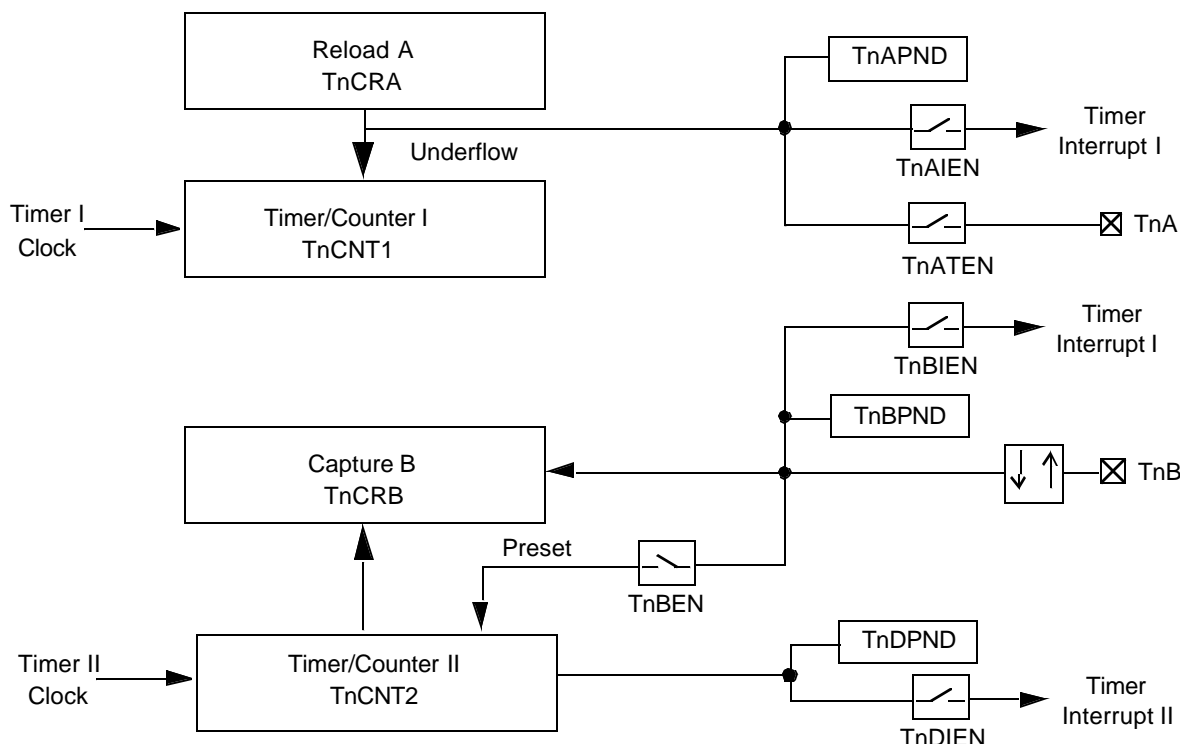 Reload A
TnCRA
TnAPND
Timer
Interrupt I
Underflow
TnAIEN
Timer I
Clock
Timer/Counter I
TnCNT1
TnA
TnATEN
Timer
Interrupt I
TnBIEN
TnBPND
Capture B
TnCRB
TnB
Preset
TnBEN
TnDPND
Timer II
Clock
Timer/Counter II
TnCNT2
Timer
Interrupt II
TnDIEN